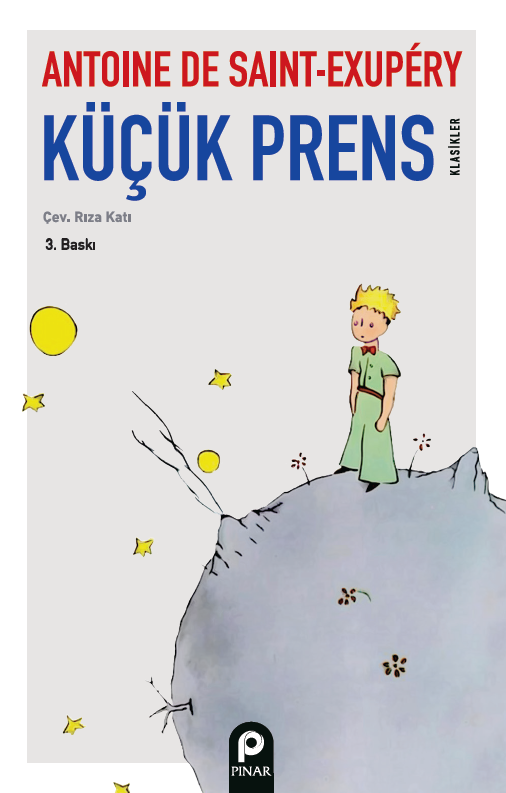 ANTOINE DE SAINT-EXUPÉRY
KÜÇÜK PRENS
KLASİKLER
Çev. Rıza Katı
3. Baskı
PINAR